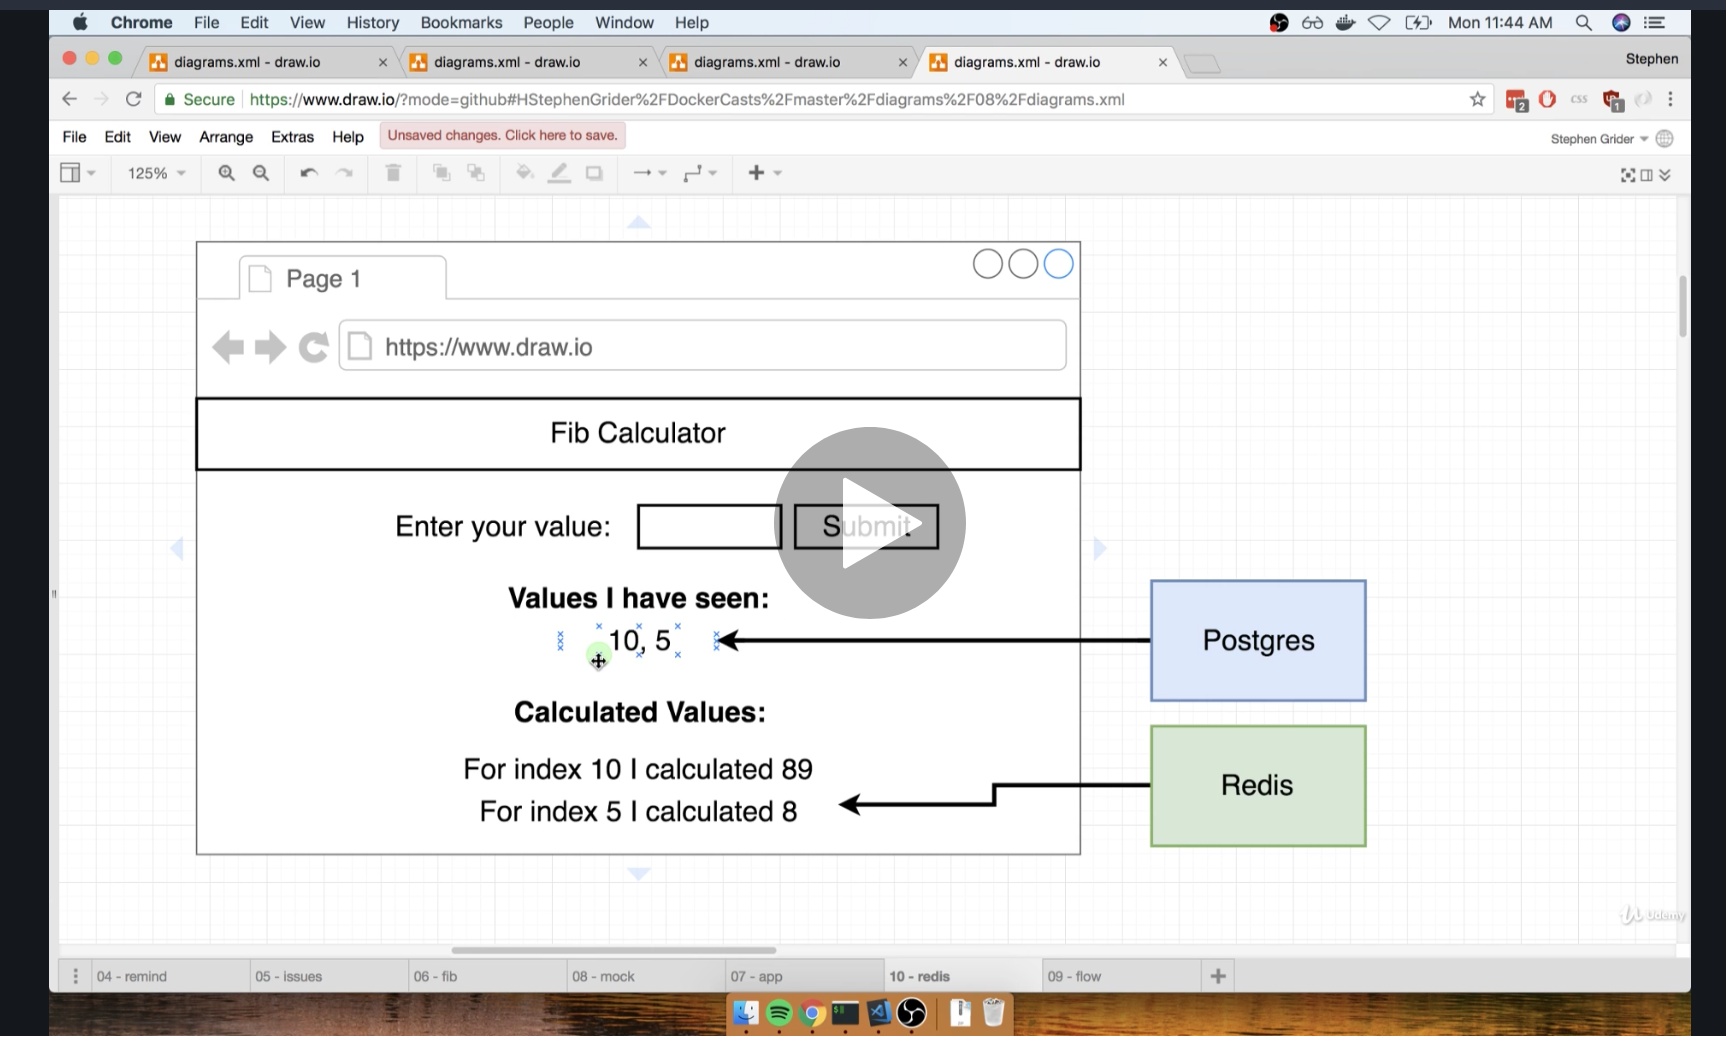 Chrome File Edit View History Bookmarks People Window Help Mon 11:44 AM
diagrams.xml - draw.io diagrams.xml - draw.io diagrams.xml - draw.io diagrams.xml - draw.io Stephen
Secure https://www.draw.io/?mode=github#HStephenGrider%2FDockerCasts%2Fmaster%2Fdiagrams%2F08%2Fdiagrams.xml 2 css 1
File Edit View Arrange Extras Help Unsaved changes. Click here to save. Stephen Grider
125%
Page 1
https://www.draw.io
Fib Calculator
Enter your value: Submit
Values I have seen:
10, 5
Postgres
Calculated Values:
For index 10 I calculated 89
Redis
For index 5 I calculated 8
Udemy
04 - remind 05 - issues 06 - fib 08 - mock 07 - app 10 - redis 09 - flow